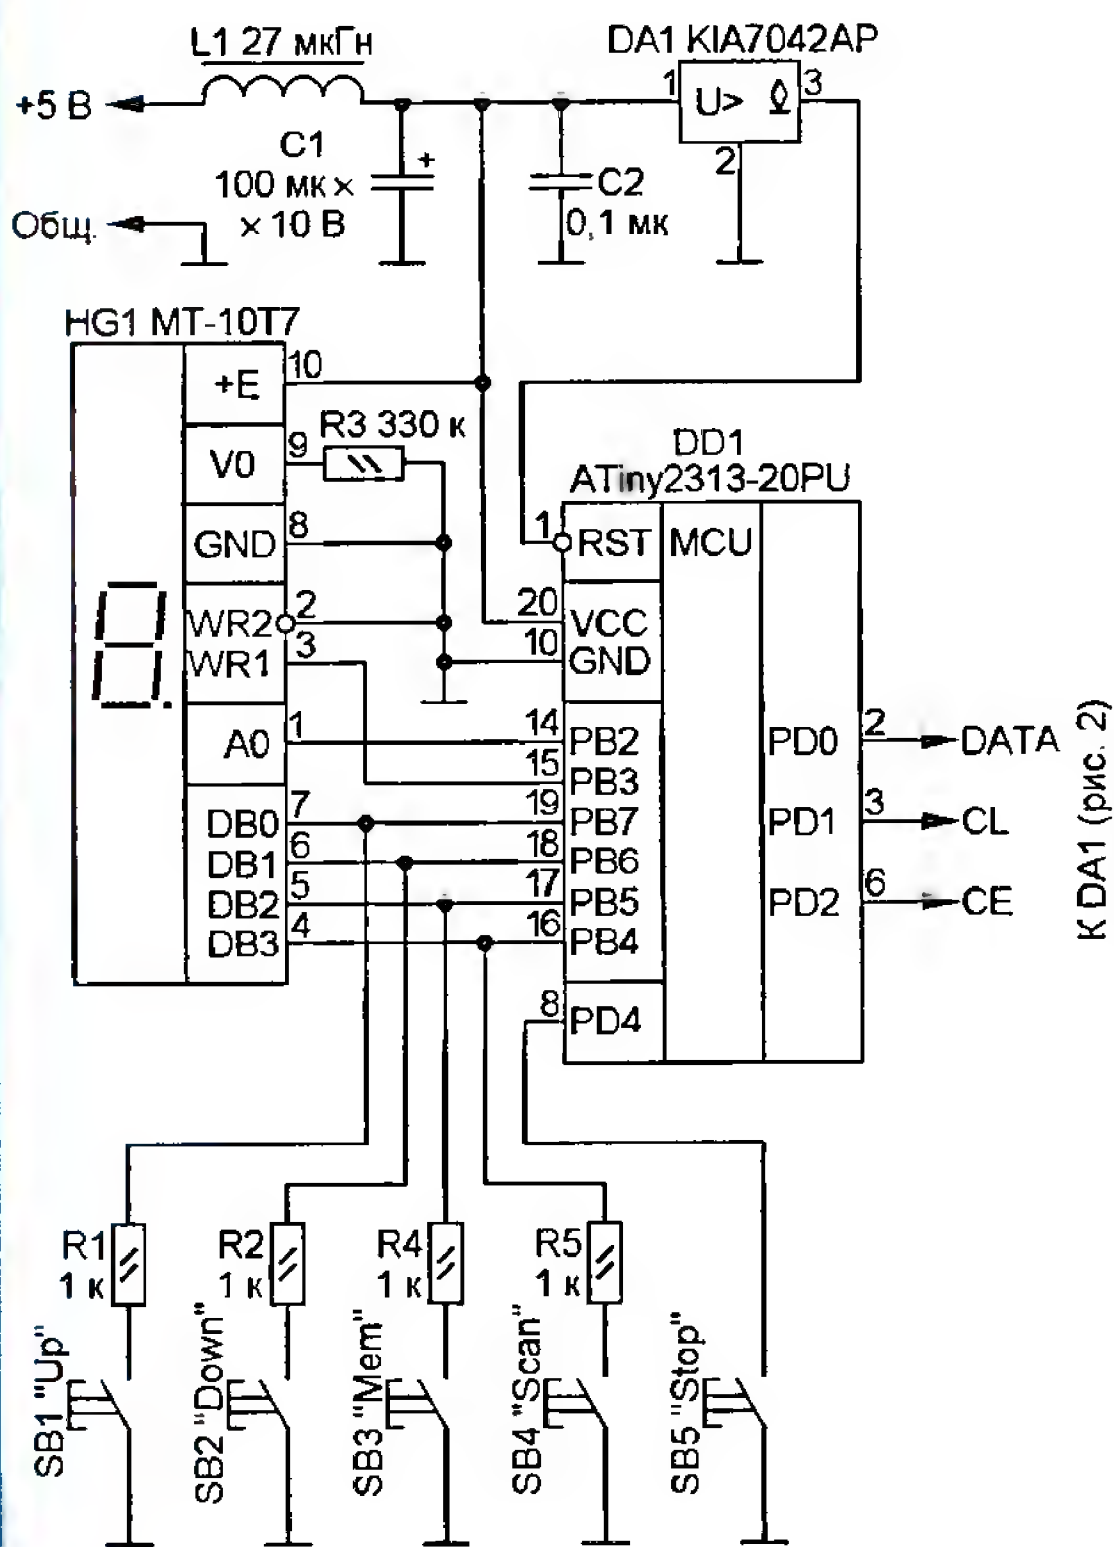 L1 27 мкГн
DA1 KIA7042AP
+5 В
1
U>
3
2
C1
100 мк ×
× 10 В
+
C2
0,1 мк
Общ.
HG1 MT-10T7
+E
10
R3 330 к
V0
9
GND
8
WR2
2
WR1
3
A0
1
DB0
7
DB1
6
DB2
5
DB3
4
DD1
ATiny2313-20PU
1
RST
MCU
20
VCC
10
GND
14
PB2
15
PB3
19
PB7
18
PB6
17
PB5
16
PB4
8
PD4
PD0
2
DATA
PD1
3
CL
PD2
6
CE
К DA1 (рис. 2)
R1
1 к
R2
1 к
R4
1 к
R5
1 к
SB1 "Up"
SB2 "Down"
SB3 "Mem"
SB4 "Scan"
SB5 "Stop"